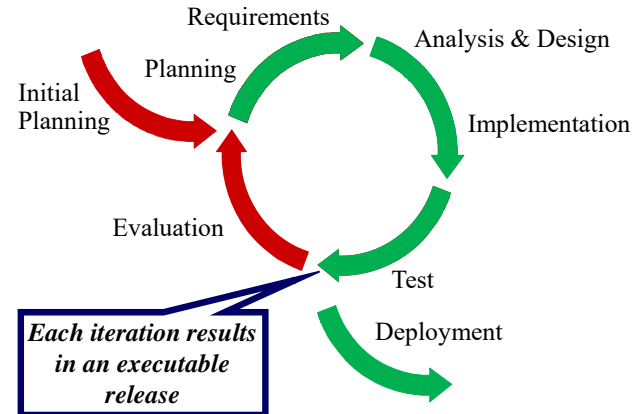 Requirements
Analysis & Design
Planning
Initial
Planning
Implementation
Evaluation
Test
Deployment
Each iteration results
in an executable
release